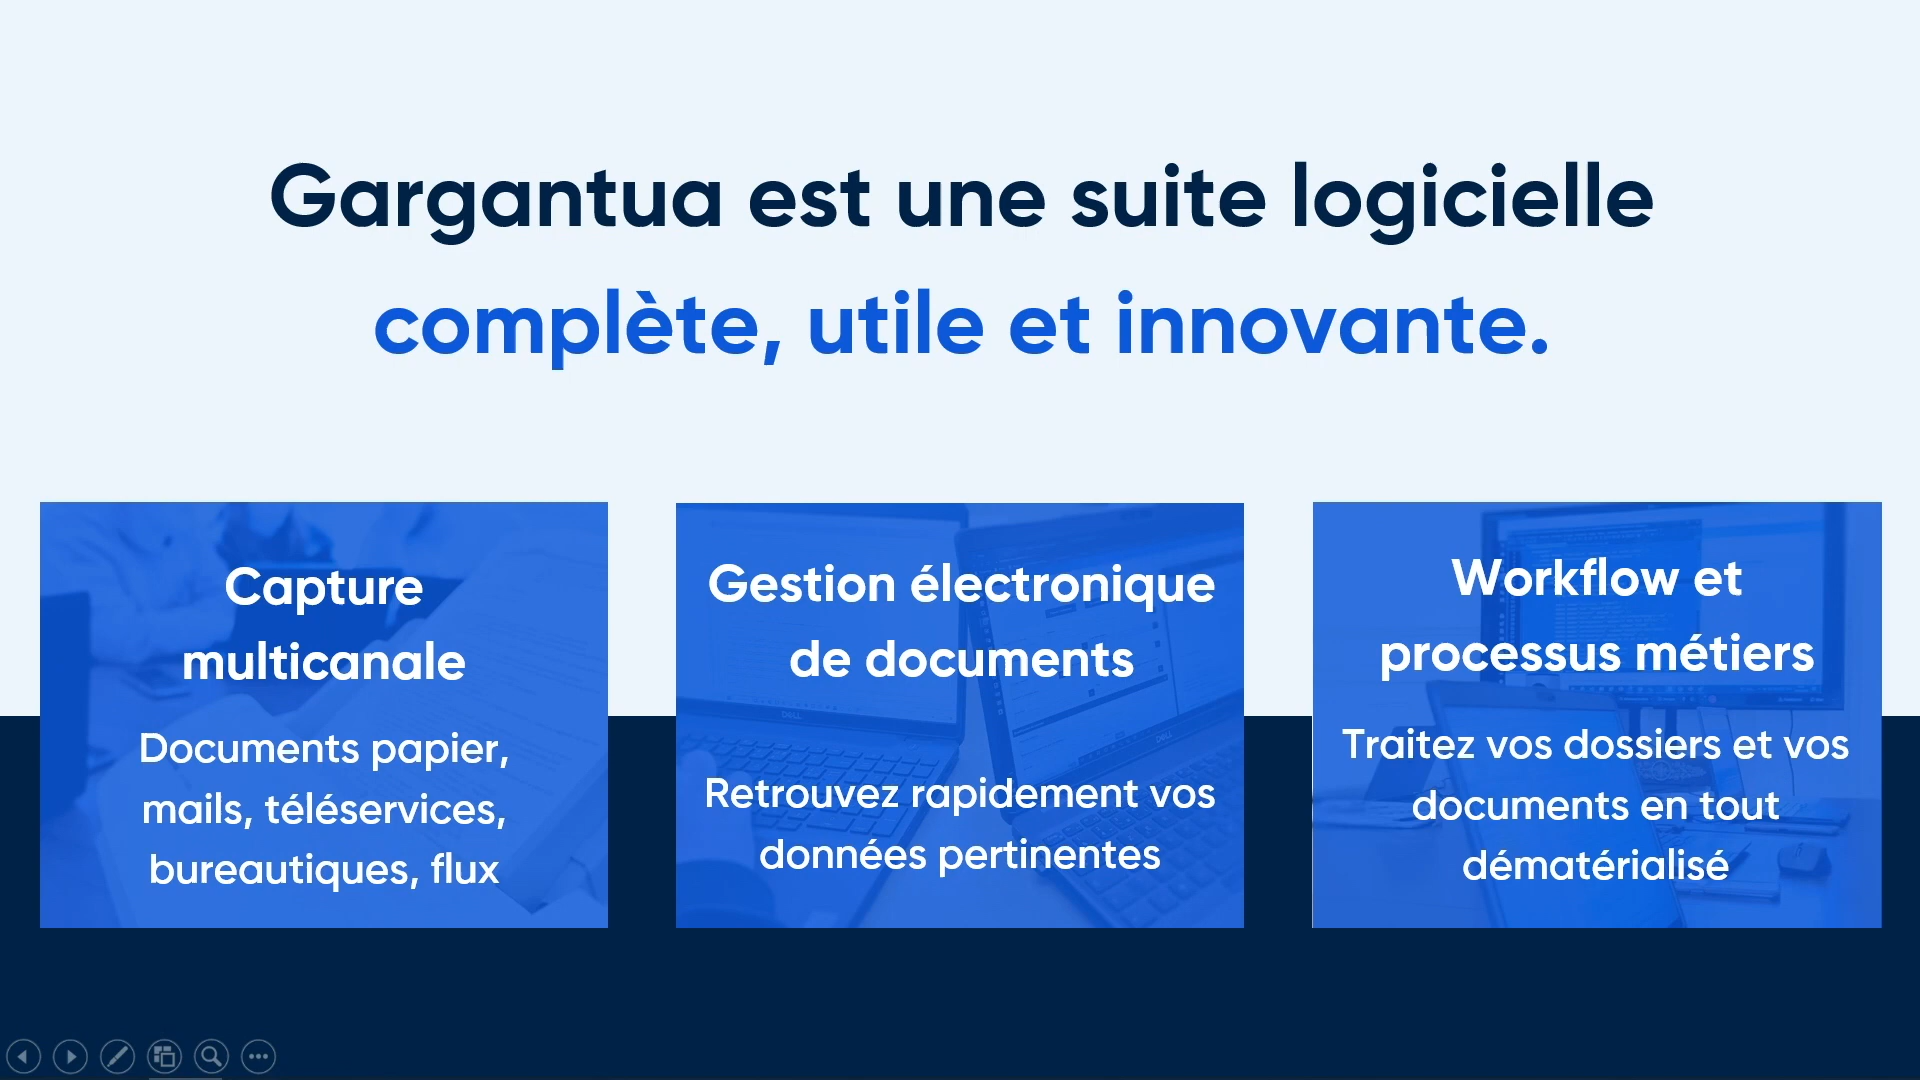 Gargantua est une suite logicielle
complète, utile et innovante.
Capture
multicanale
Documents papier,
mails, téléservices,
bureautiques, flux
Gestion électronique
de documents
Retrouvez rapidement vos
données pertinentes
Workflow et
processus métiers
Traitez vos dossiers et vos
documents en tout
dématérialisé
DELL
DELL